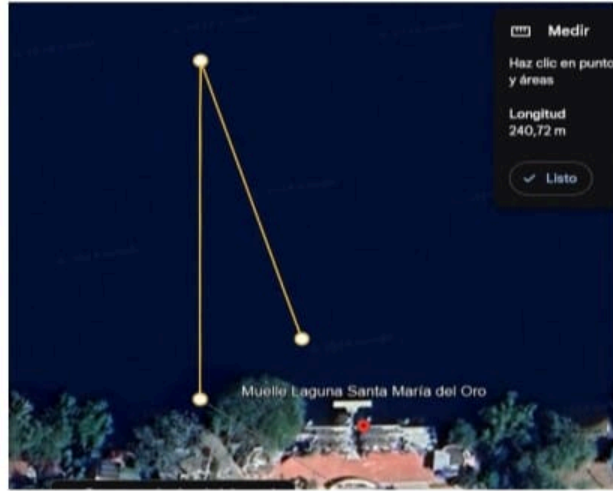 Medir
Haz clic en punto
y áreas
Longitud
240,72 m
Listo
Muelle Laguna Santa María del Oro